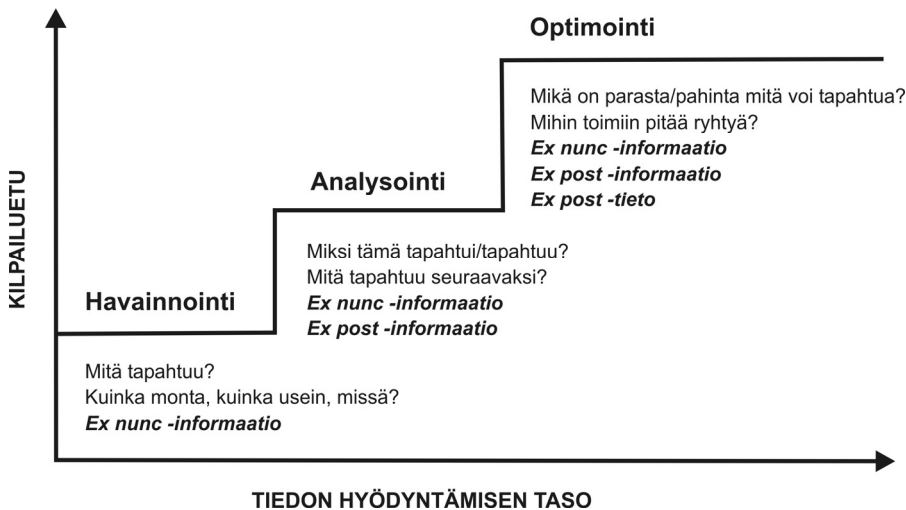 Optimointi
Mikä on parasta/pahinta mitä voi tapahtua?
Mihin toimiin pitää ryhtyä?
Ex nunc -informaatio
Ex post -informaatio
Ex post -tieto
Analysointi
Miksi tämä tapahtui/tapahtuu?
Mitä tapahtuu seuraavaksi?
Ex nunc -informaatio
Ex post -informaatio
Havainnointi
Mitä tapahtuu?
Kuinka monta, kuinka usein, missä?
Ex nunc -informaatio
KILPAILUETU
TIEDON HYÖDYNTÄMISEN TASO